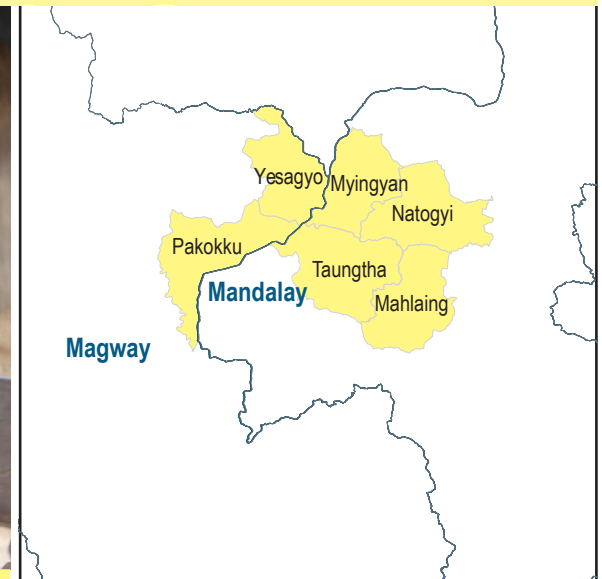 Yesagyo
Myingyan
Natogyi
Pakokku
Taungtha
Mandalay
Mahlaing
Magway